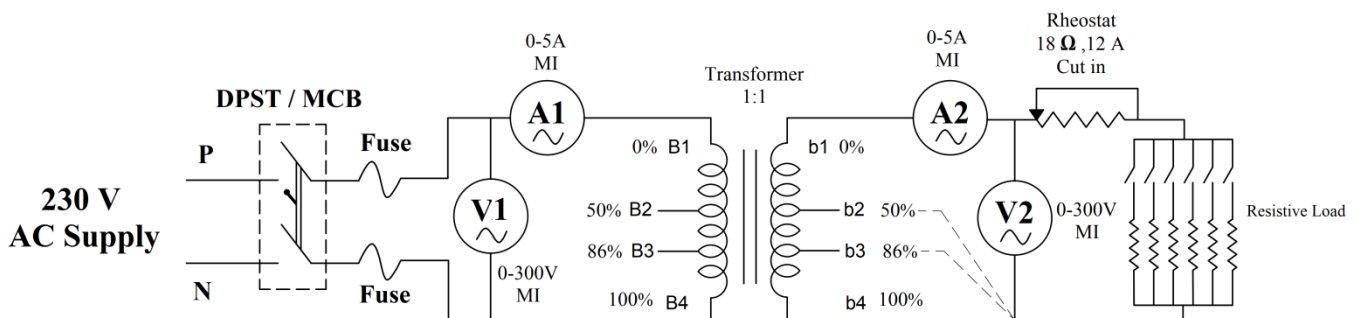 230 V
AC Supply
DPST / MCB
P
N
Fuse
Fuse
0-5A
MI
A1
V1
0-300V
MI
Transformer
1:1
0% B1
50% B2
86% B3
100% B4
b1 0%
b2 50%
b3 86%
b4 100%
0-5A
MI
A2
V2
0-300V
MI
Rheostat
18 Ω ,12 A
Cut in
Resistive Load